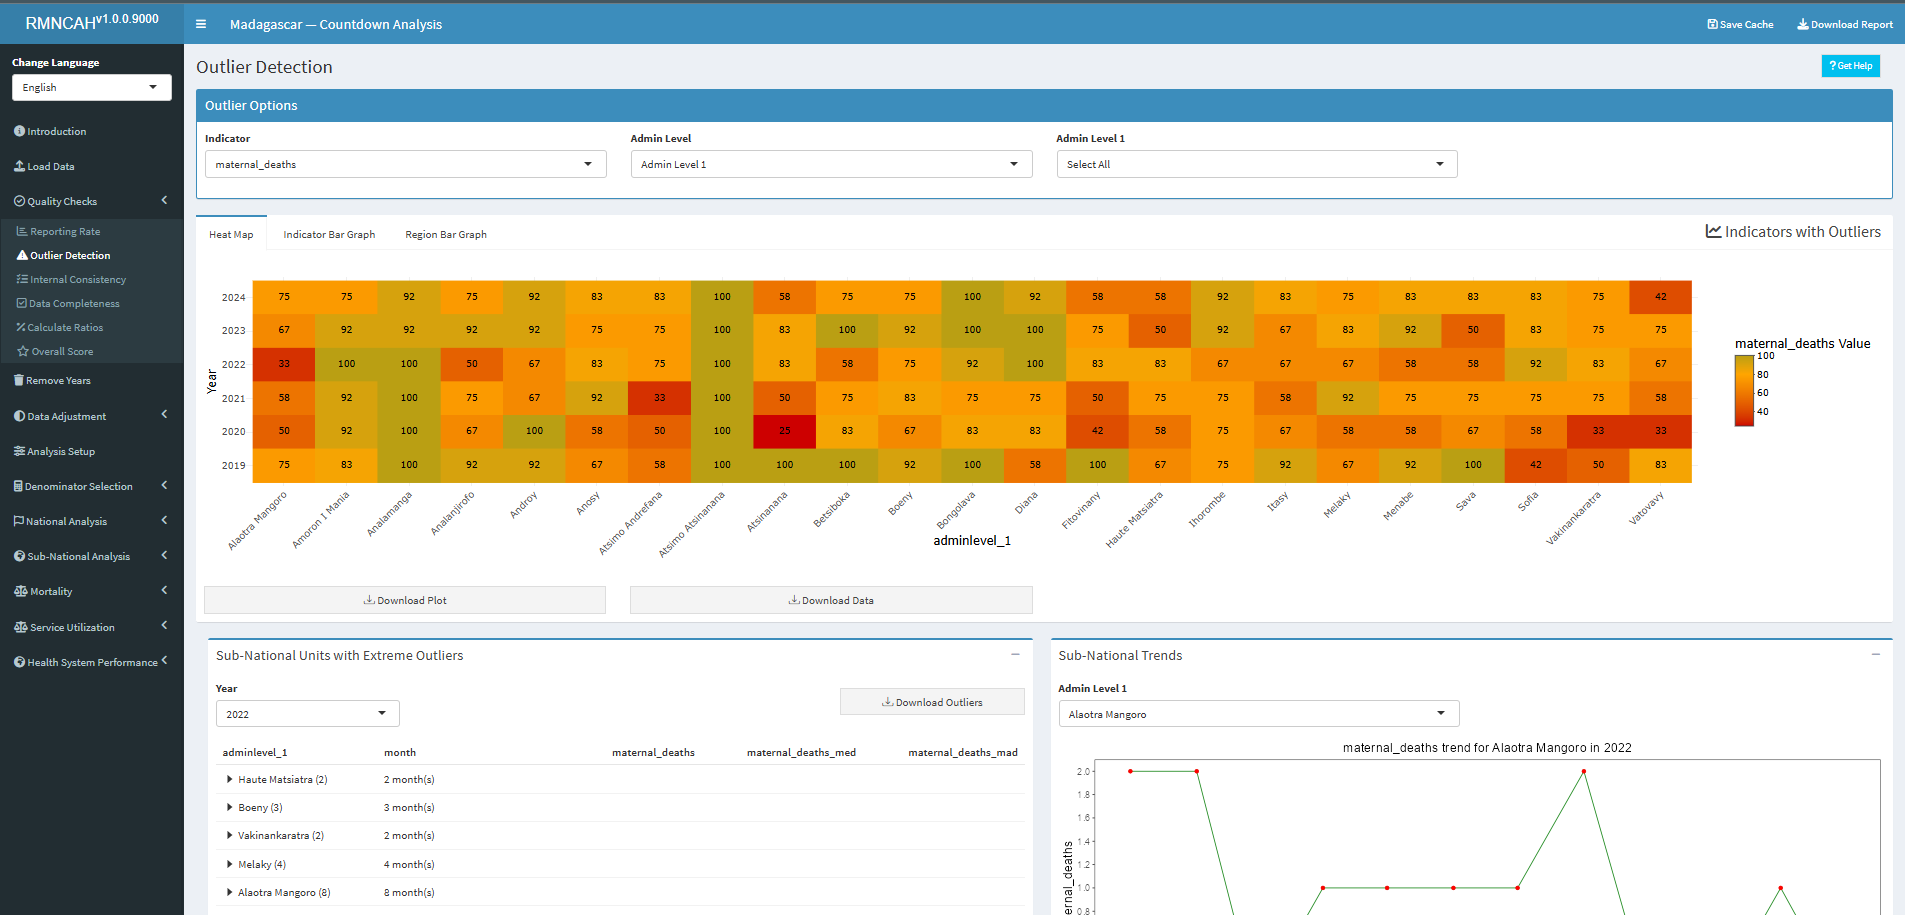 RMNCAHv1.0.0.9000
Madagascar — Countdown Analysis
Save Cache
Download Report
Change Language
English
Introduction
Load Data
Quality Checks
Reporting Rate
Outlier Detection
Internal Consistency
Data Completeness
Calculate Ratios
Overall Score
Remove Years
Data Adjustment
Analysis Setup
Denominator Selection
National Analysis
Sub-National Analysis
Mortality
Service Utilization
Health System Performance
Outlier Detection
? Get Help
Outlier Options
Indicator
maternal_deaths
Admin Level
Admin Level 1
Admin Level 1
Select All
Heat Map
Indicator Bar Graph
Region Bar Graph
Indicators with Outliers
Year
2024 75 75 92 75 92 83 83 100 58 75 75 100 92 58 58 92 83 75 83 83 83 75 42
2023 67 92 92 92 92 75 75 100 83 100 92 100 100 75 50 92 67 83 92 50 83 75 75
2022 33 100 100 50 67 83 75 100 83 58 75 92 100 83 83 67 67 67 58 58 92 83 67
2021 58 92 100 75 67 92 33 100 50 75 83 75 75 50 75 75 58 92 75 75 75 75 58
2020 50 92 100 67 100 58 50 100 25 83 67 83 83 42 58 75 67 58 58 67 58 33 33
2019 75 83 100 92 92 67 58 100 100 100 92 100 58 100 67 75 92 67 92 100 42 50 83
Alaotra Mangoro
Amoron I Mania
Analamanga
Analanjirofo
Androy
Anosy
Atsimo Andrefana
Atsimo Atsinanana
Atsinanana
Betsiboka
Boeny
Bongolava
Diana
Fitovinany
Haute Matsiatra
Ihorombe
Itasy
Melaky
Menabe
Sava
Sofia
Vakinankaratra
Vatovavy
adminlevel_1
maternal_deaths Value
100
80
60
40
Download Plot
Download Data
Sub-National Units with Extreme Outliers
Year
2022
Download Outliers
adminlevel_1 month maternal_deaths maternal_deaths_med maternal_deaths_mad
Haute Matsiatra (2) 2 month(s)
Boeny (3) 3 month(s)
Vakinankaratra (2) 2 month(s)
Melaky (4) 4 month(s)
Alaotra Mangoro (8) 8 month(s)
Sub-National Trends
Admin Level 1
Alaotra Mangoro
maternal_deaths trend for Alaotra Mangoro in 2022
2.0
1.8
1.6
1.4
1.2
1.0
0.8
ernal_deaths